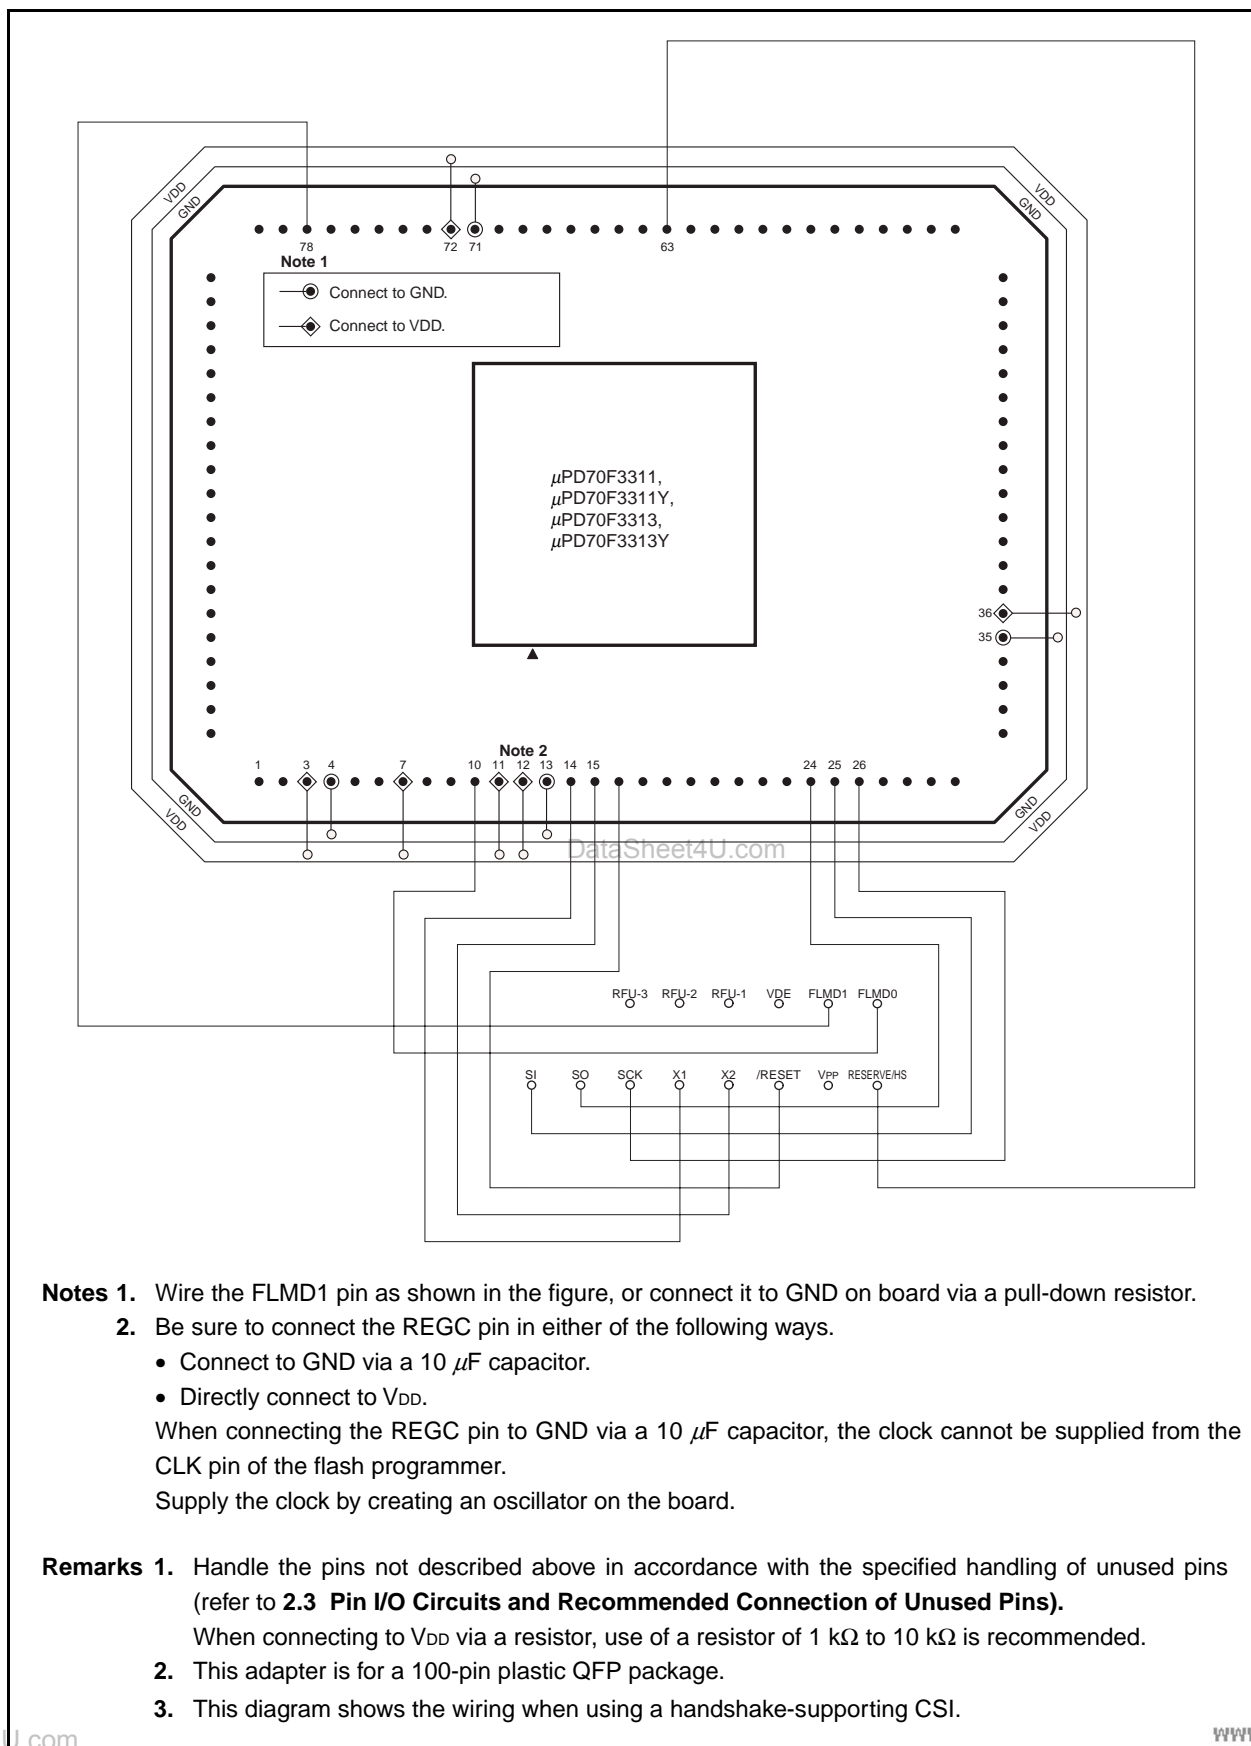 VDD
GND
VDD
GND
78
72
71
63
Note 1
Connect to GND.
Connect to VDD.
μPD70F3311,
μPD70F3311Y,
μPD70F3313,
μPD70F3313Y
36
35
Note 2
1
3
4
7
10
11
12
13
14
15
24
25
26
GND
VDD
GND
VDD
DataSheet4U.com
RFU-3 RFU-2 RFU-1 VDE FLMD1 FLMD0
SI SO SCK X1 X2 /RESET VPP RESERVE/HS
Notes 1. Wire the FLMD1 pin as shown in the figure, or connect it to GND on board via a pull-down resistor.
2. Be sure to connect the REGC pin in either of the following ways.
• Connect to GND via a 10 μF capacitor.
• Directly connect to VDD.
When connecting the REGC pin to GND via a 10 μF capacitor, the clock cannot be supplied from the
CLK pin of the flash programmer.
Supply the clock by creating an oscillator on the board.
Remarks 1. Handle the pins not described above in accordance with the specified handling of unused pins
(refer to 2.3 Pin I/O Circuits and Recommended Connection of Unused Pins).
When connecting to VDD via a resistor, use of a resistor of 1 kΩ to 10 kΩ is recommended.
2. This adapter is for a 100-pin plastic QFP package.
3. This diagram shows the wiring when using a handshake-supporting CSI.
U.com